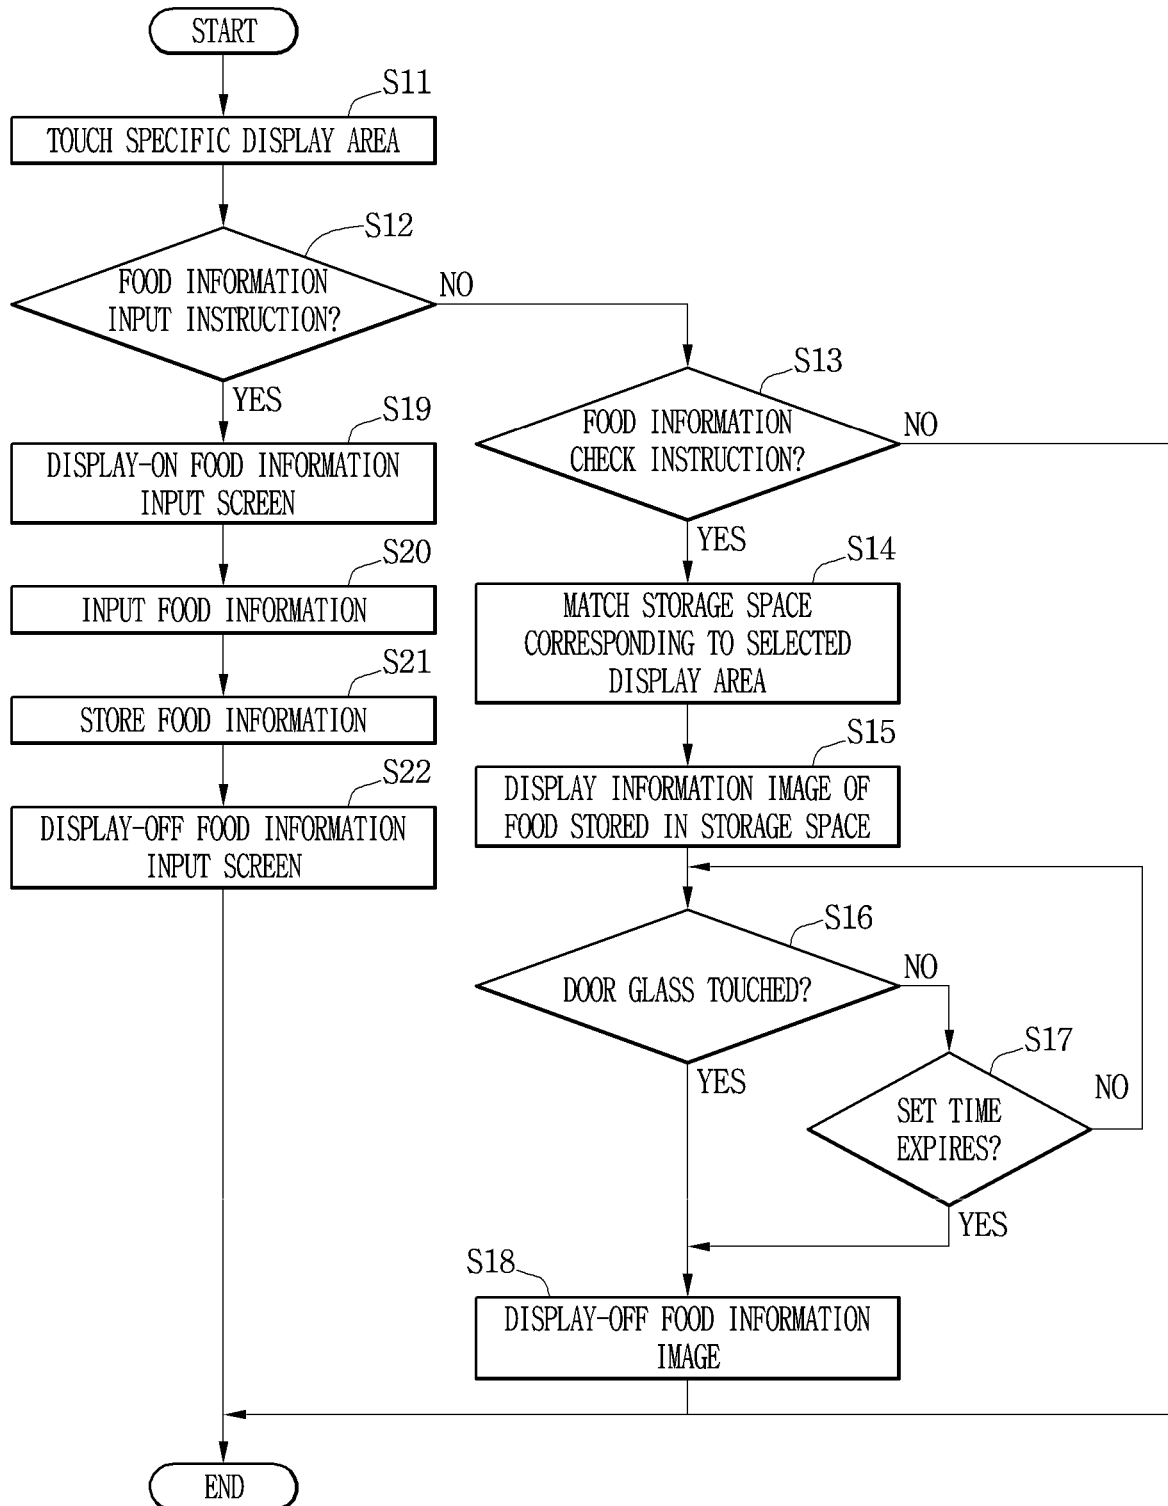 START
S11
TOUCH SPECIFIC DISPLAY AREA
S12
FOOD INFORMATION
INPUT INSTRUCTION?
NO
YES
S13
FOOD INFORMATION
CHECK INSTRUCTION?
NO
YES
S19
DISPLAY-ON FOOD INFORMATION
INPUT SCREEN
S20
INPUT FOOD INFORMATION
S21
STORE FOOD INFORMATION
S22
DISPLAY-OFF FOOD INFORMATION
INPUT SCREEN
S14
MATCH STORAGE SPACE
CORRESPONDING TO SELECTED
DISPLAY AREA
S15
DISPLAY INFORMATION IMAGE OF
FOOD STORED IN STORAGE SPACE
S16
DOOR GLASS TOUCHED?
NO
YES
S17
SET TIME
EXPIRES?
NO
YES
S18
DISPLAY-OFF FOOD INFORMATION
IMAGE
END